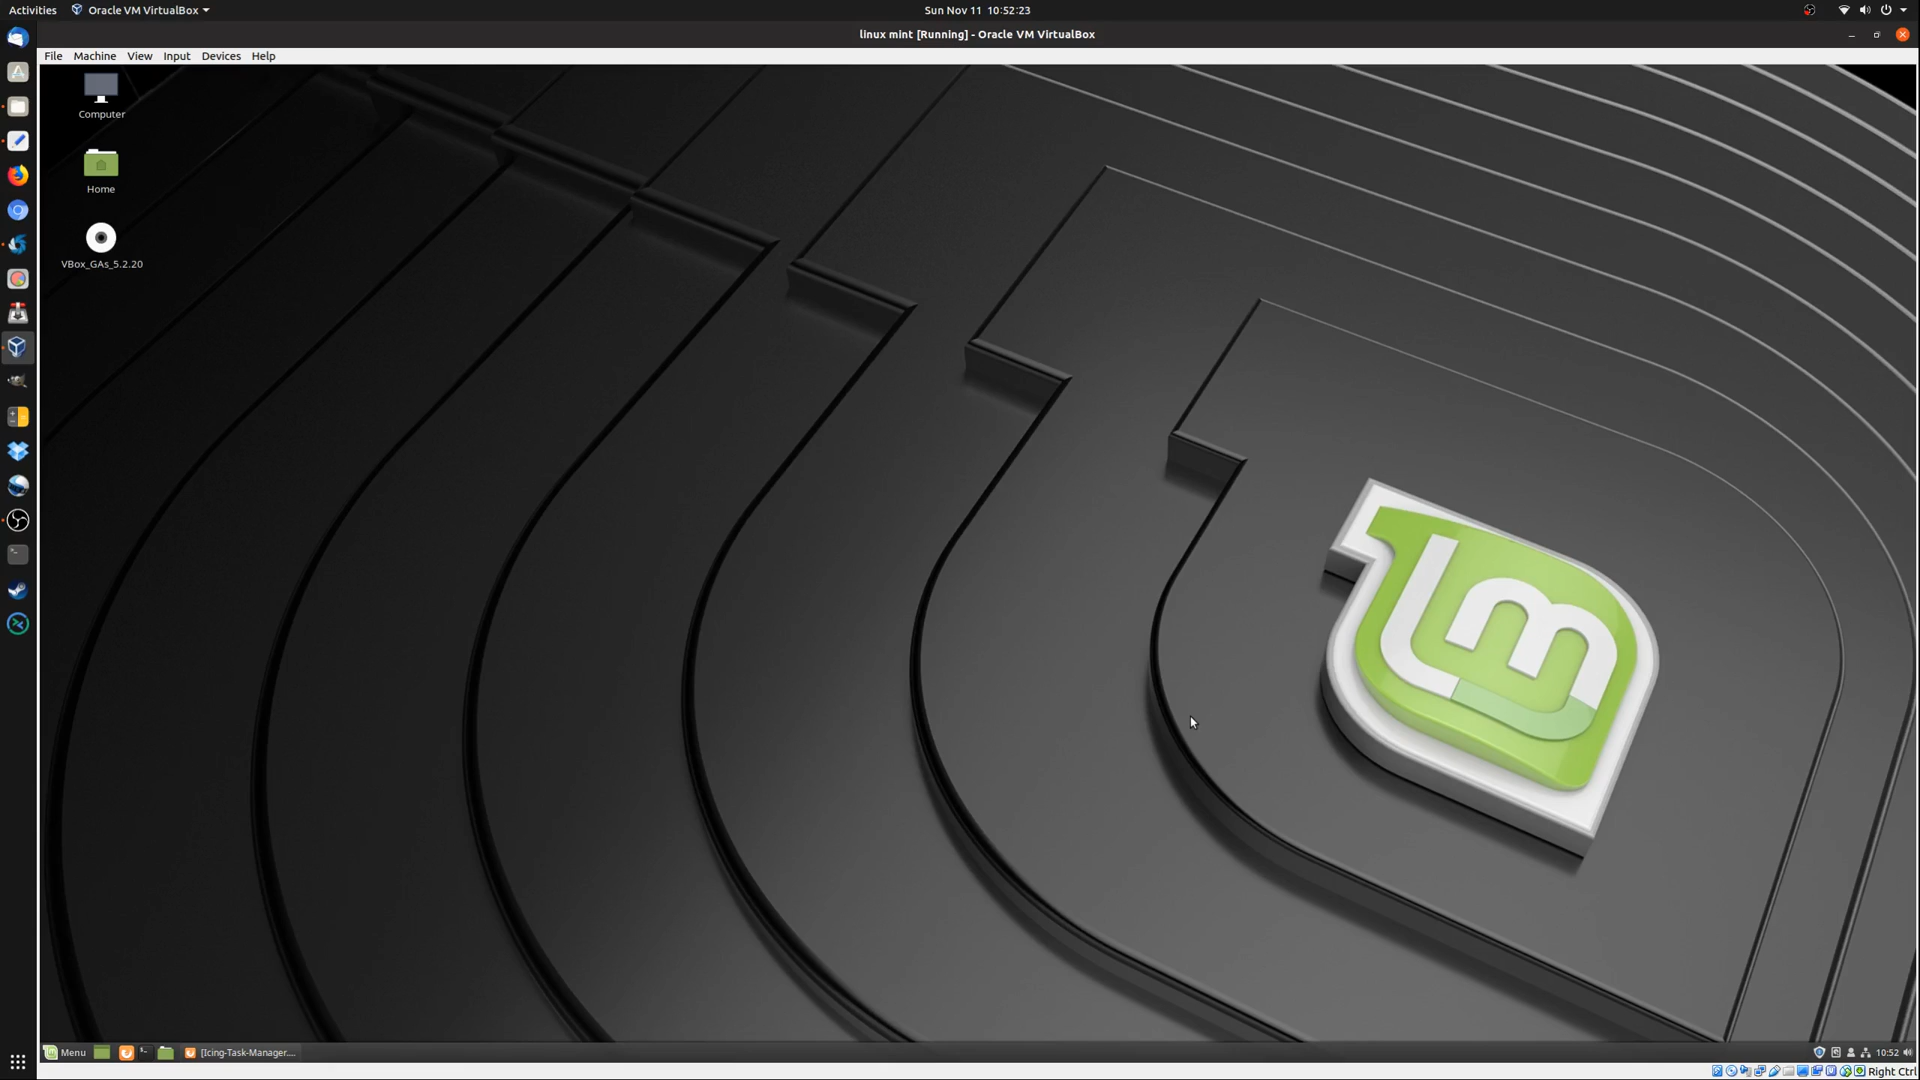 Activities
Oracle VM VirtualBox
Sun Nov 11 10:52:23
linux mint [Running] - Oracle VM VirtualBox
File Machine View Input Devices Help
Computer
Home
VBox_GAs_5.2.20
lm
Menu
[Icing-Task-Manager....
10:52
Right Ctrl